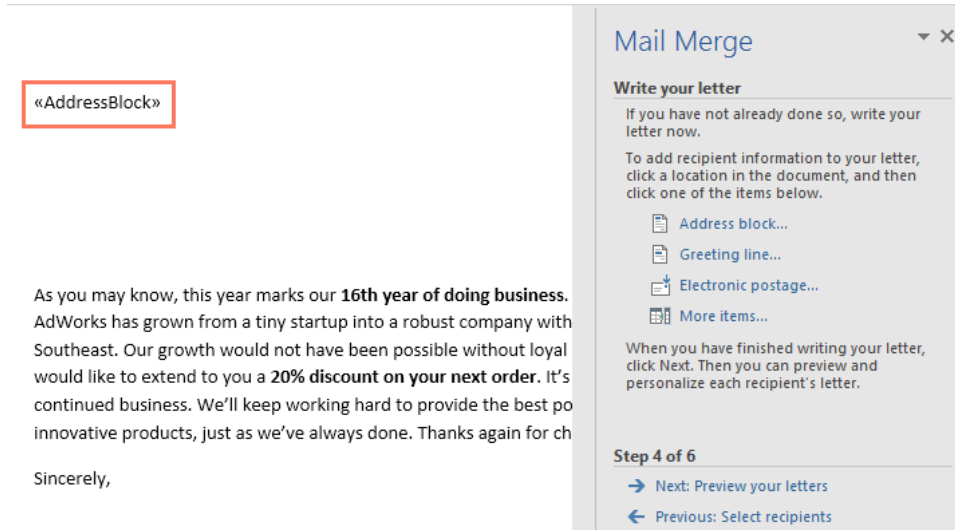 «AddressBlock»
As you may know, this year marks our 16th year of doing business.
AdWorks has grown from a tiny startup into a robust company with
Southeast. Our growth would not have been possible without loyal
would like to extend to you a 20% discount on your next order. It’s
continued business. We’ll keep working hard to provide the best po
innovative products, just as we’ve always done. Thanks again for ch
Sincerely,
Mail Merge
Write your letter
If you have not already done so, write your
letter now.
To add recipient information to your letter,
click a location in the document, and then
click one of the items below.
Address block...
Greeting line...
Electronic postage...
More items...
When you have finished writing your letter,
click Next. Then you can preview and
personalize each recipient's letter.
Step 4 of 6
Next: Preview your letters
Previous: Select recipients